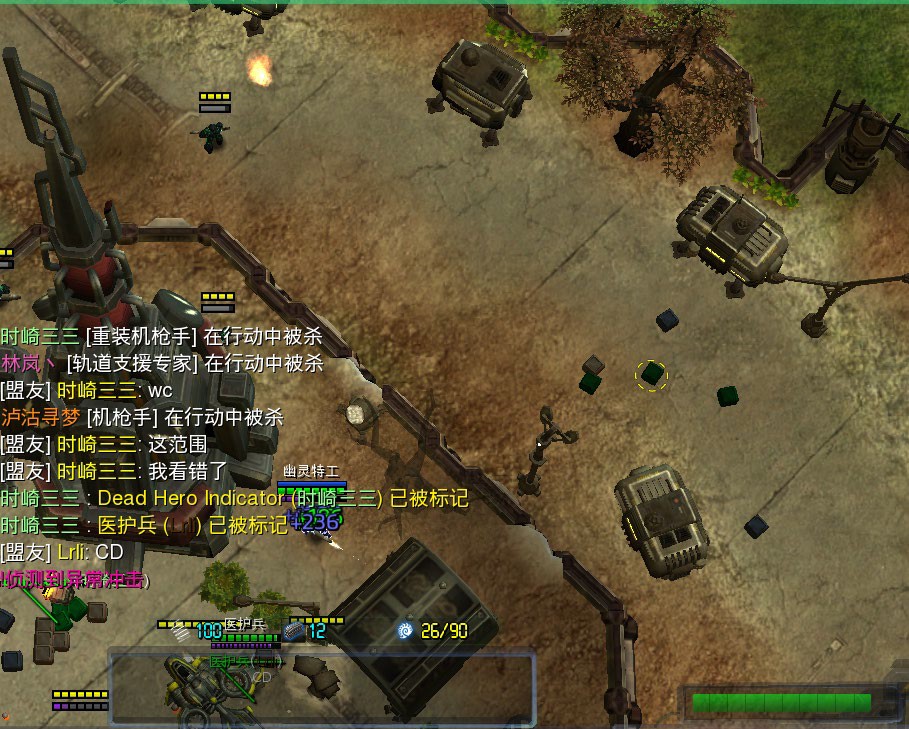 时崎三三 [重装机枪手] 在行动中被杀
林岚丶 [轨道支援专家] 在行动中被杀
[盟友] 时崎三三: wc
泸沽寻梦 [机枪手] 在行动中被杀
[盟友] 时崎三三: 这范围
[盟友] 时崎三三: 我看错了
幽灵特工
时崎三三 : Dead Hero Indicator (时崎三三) 已被标记
时崎三三 : 医护兵 (Lrli) 已被标记
+236
[盟友] Lrli: CD
!侦测到异常冲击)
医护兵
100
12
26/90
医护兵
CD